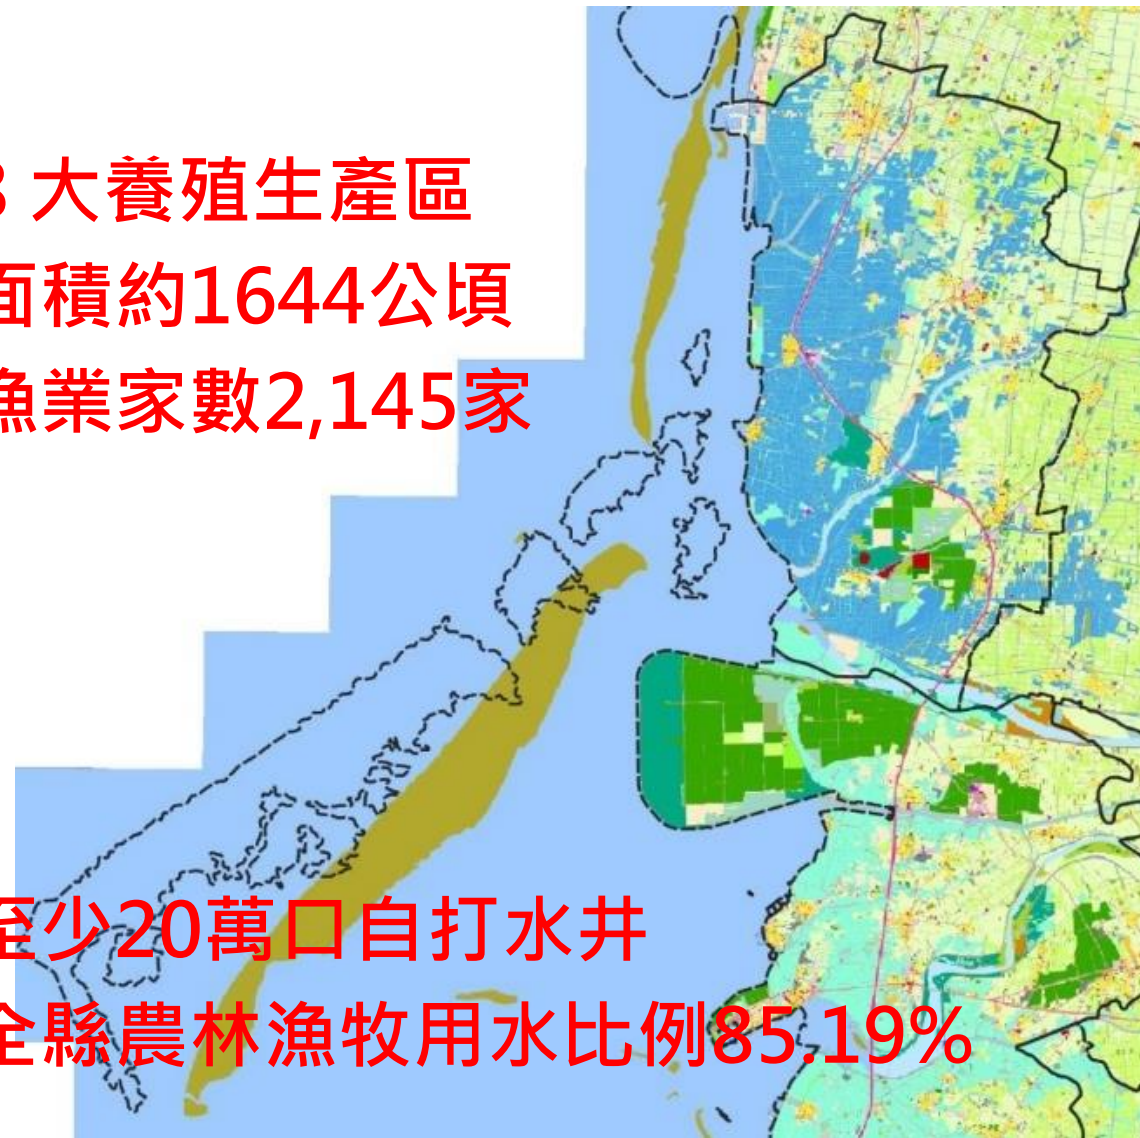 8 大養殖生產區
面積約1644公頃
漁業家數2,145家
至少20萬口自打水井
全縣農林漁牧用水比例85.19%